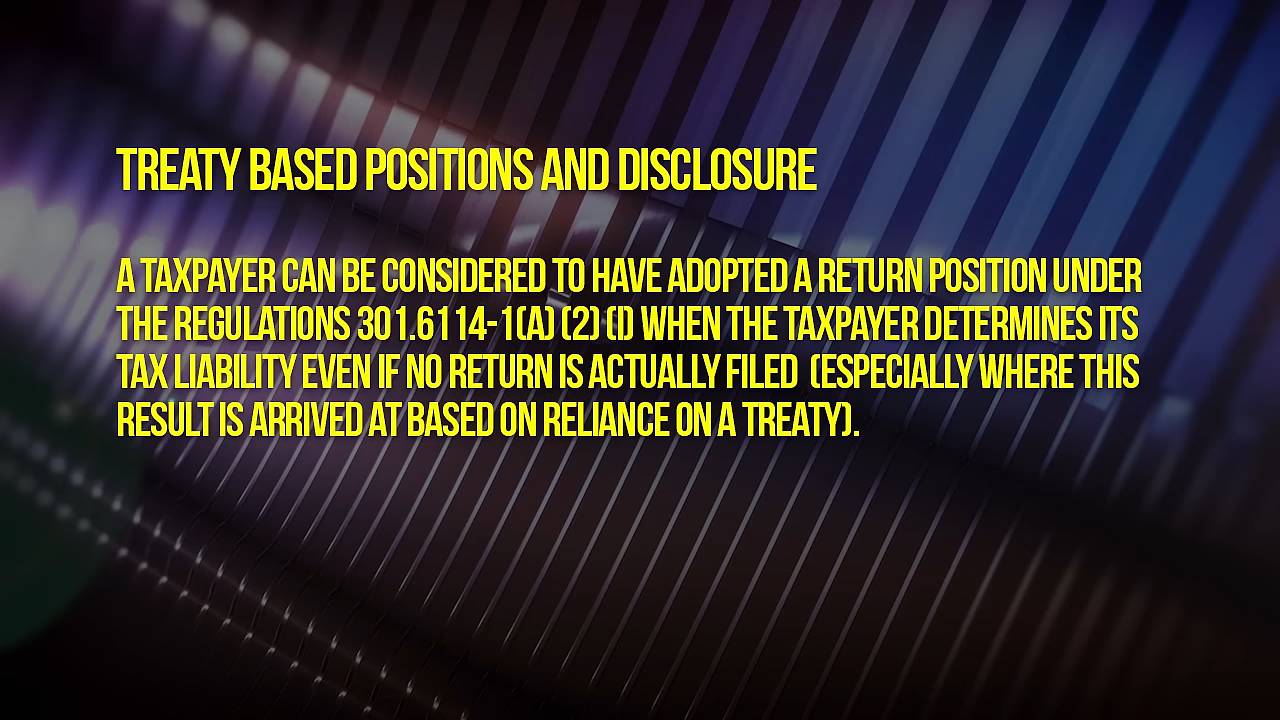 TREATY BASED POSITIONS AND DISCLOSURE
A TAXPAYER CAN BE CONSIDERED TO HAVE ADOPTED A RETURN POSITION UNDER
THE REGULATIONS 301.6114-1(A) (2) (I) WHEN THE TAXPAYER DETERMINES ITS
TAX LIABILITY EVEN IF NO RETURN IS ACTUALLY FILED (ESPECIALLY WHERE THIS
RESULT IS ARRIVED AT BASED ON RELIANCE ON A TREATY).